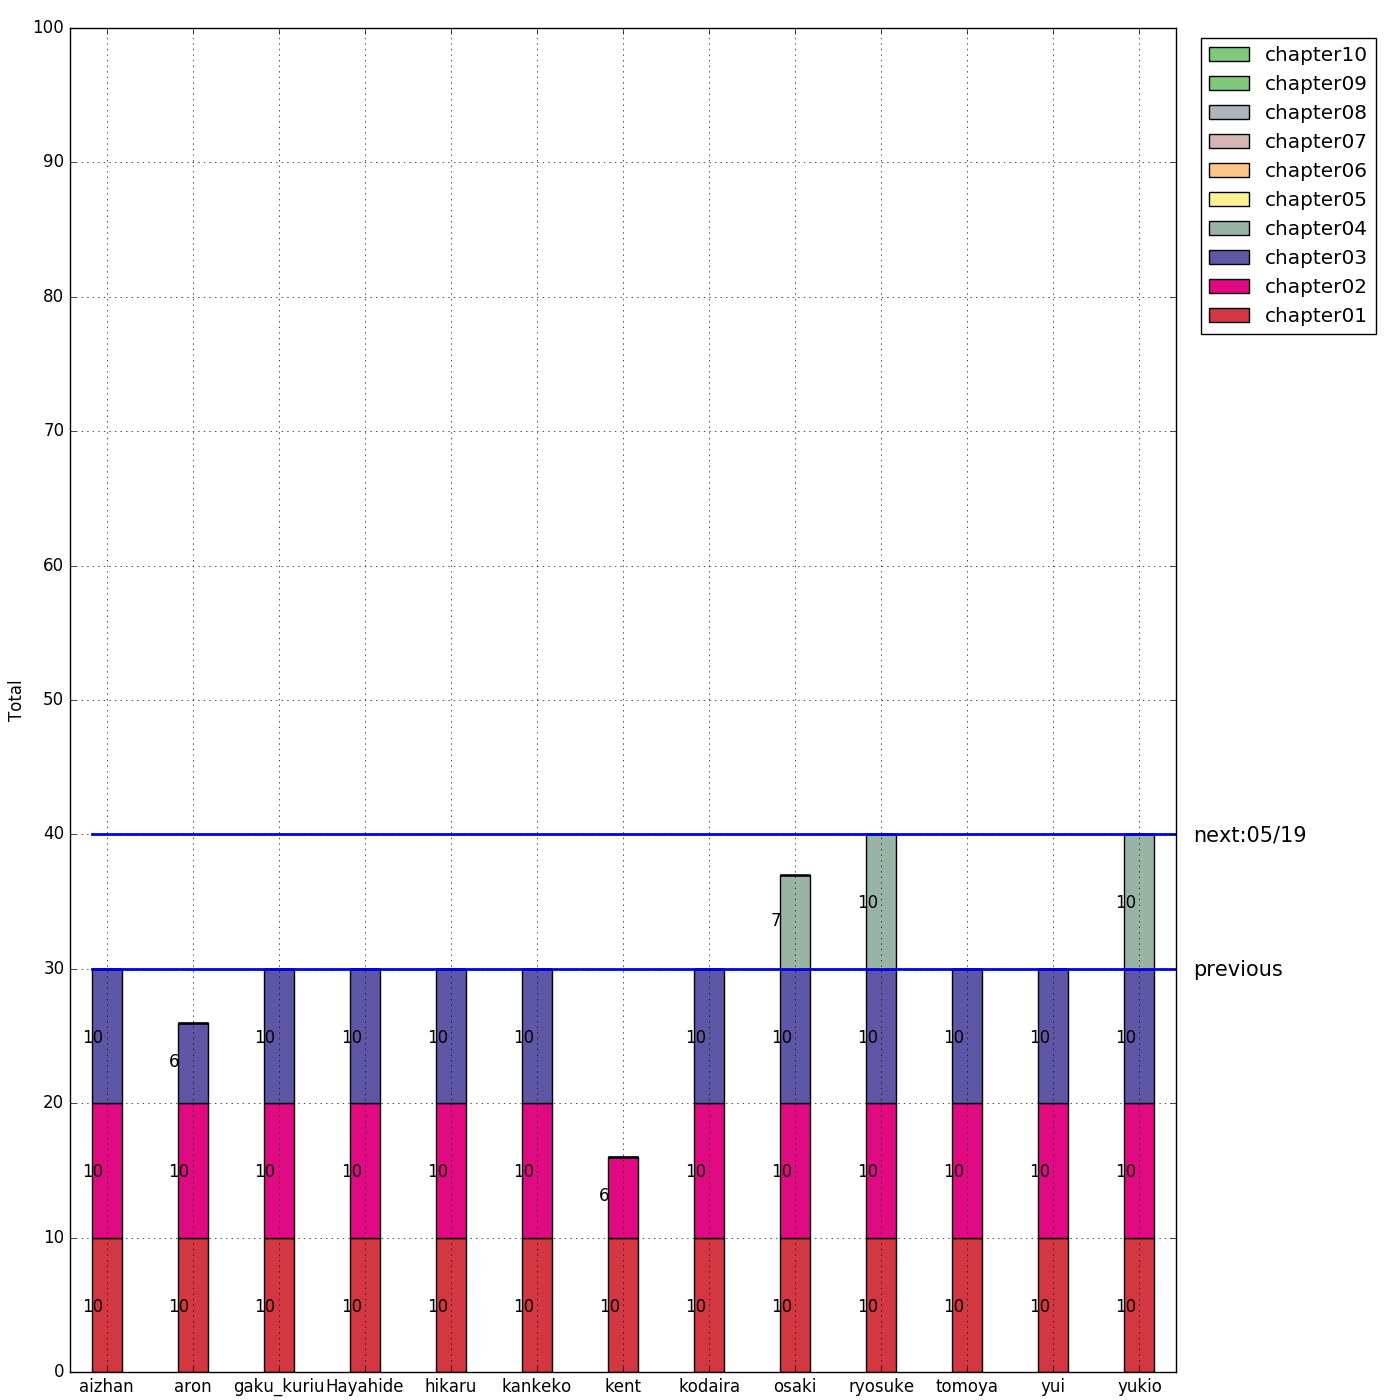 100
90
80
70
60
50
40
30
20
10
0
Total
chapter10
chapter09
chapter08
chapter07
chapter06
chapter05
chapter04
chapter03
chapter02
chapter01
next:05/19
previous
10 10
7
10 10 10 10 10 10 10 10 10 10 10
6
10 10 10 10 10 10 10 10 10 10 10 10
6
10 10 10 10 10 10 10 10 10 10 10 10 10
aizhan aron gaku_kuriu Hayahide hikaru kankeko kent kodaira osaki ryosuke tomoya yui yukio